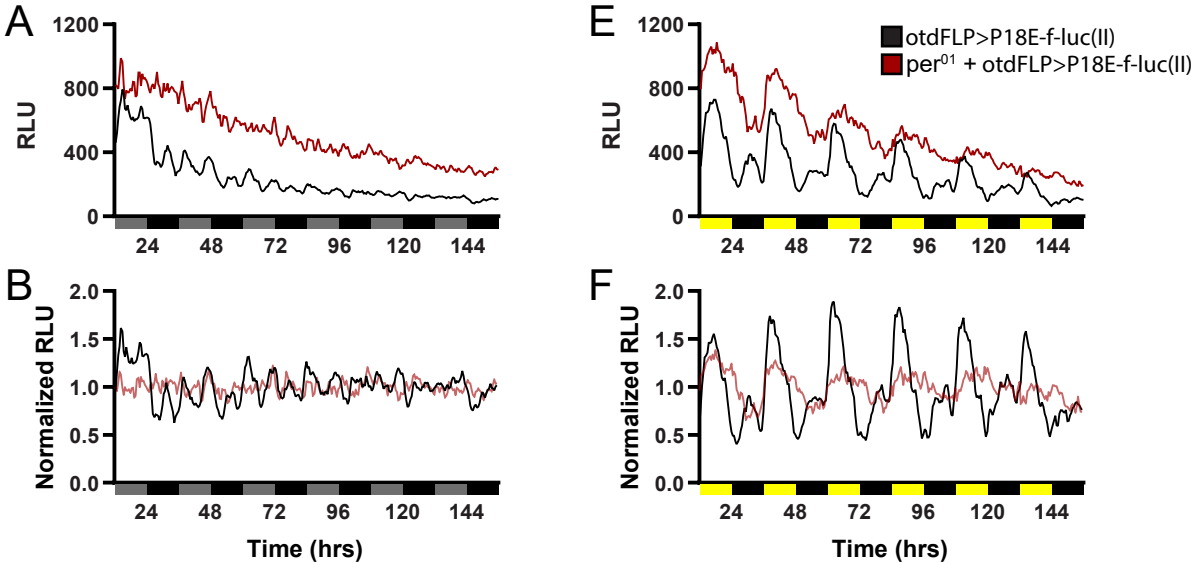 A
1200
800
400
0
RLU
24 48 72 96 120 144
E
1200
800
400
0
RLU
otdFLP>P18E-f-luc(II)
per⁰¹ + otdFLP>P18E-f-luc(II)
24 48 72 96 120 144
B
2.0
1.5
1.0
0.5
0.0
Normalized RLU
24 48 72 96 120 144
Time (hrs)
F
2.0
1.5
1.0
0.5
0.0
Normalized RLU
24 48 72 96 120 144
Time (hrs)